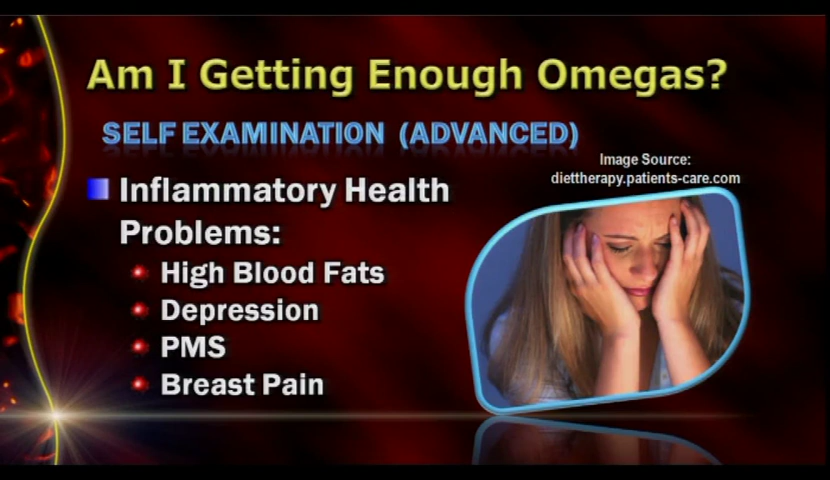 Am I Getting Enough Omegas?
SELF EXAMINATION (ADVANCED)
Image Source:
diettherapy.patients-care.com
Inflammatory Health
Problems:
High Blood Fats
Depression
PMS
Breast Pain